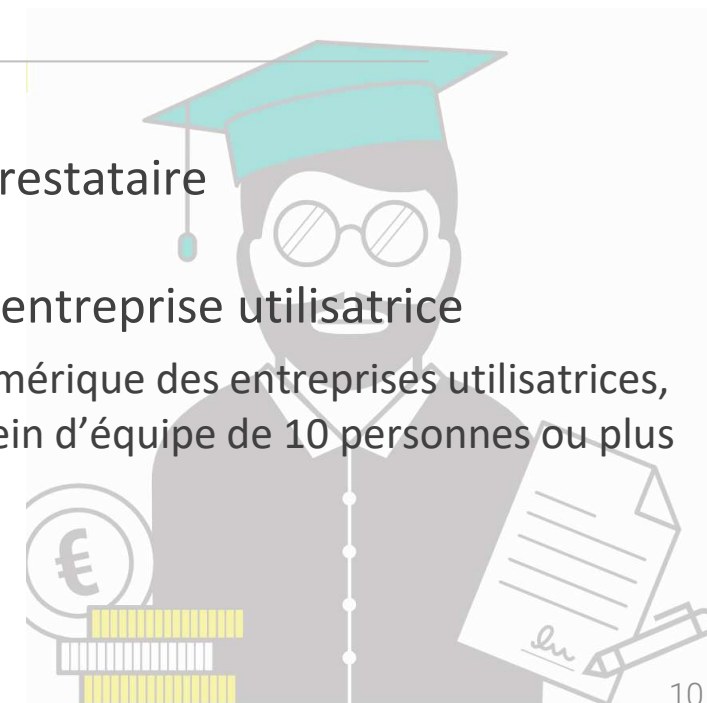 restataire
entreprise utilisatrice
mérique des entreprises utilisatrices,
ein d’équipe de 10 personnes ou plus
€
10